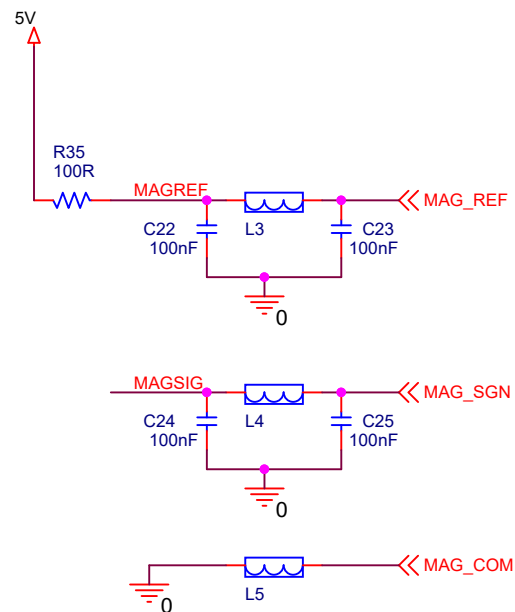 5V
R35
100R
MAGREF
MAG_REF
C22
100nF
L3
C23
100nF
0
MAGSIG
MAG_SGN
C24
100nF
L4
C25
100nF
0
MAG_COM
0
L5